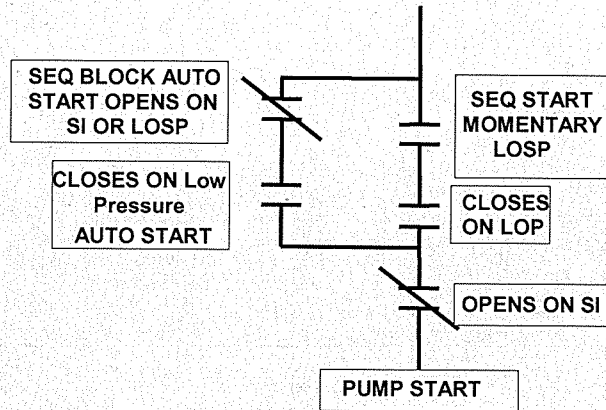 SEQ BLOCK AUTO
START OPENS ON
SI OR LOSP
SEQ START
MOMENTARY
LOSP
CLOSES ON Low
Pressure
AUTO START
CLOSES
ON LOP
OPENS ON SI
PUMP START